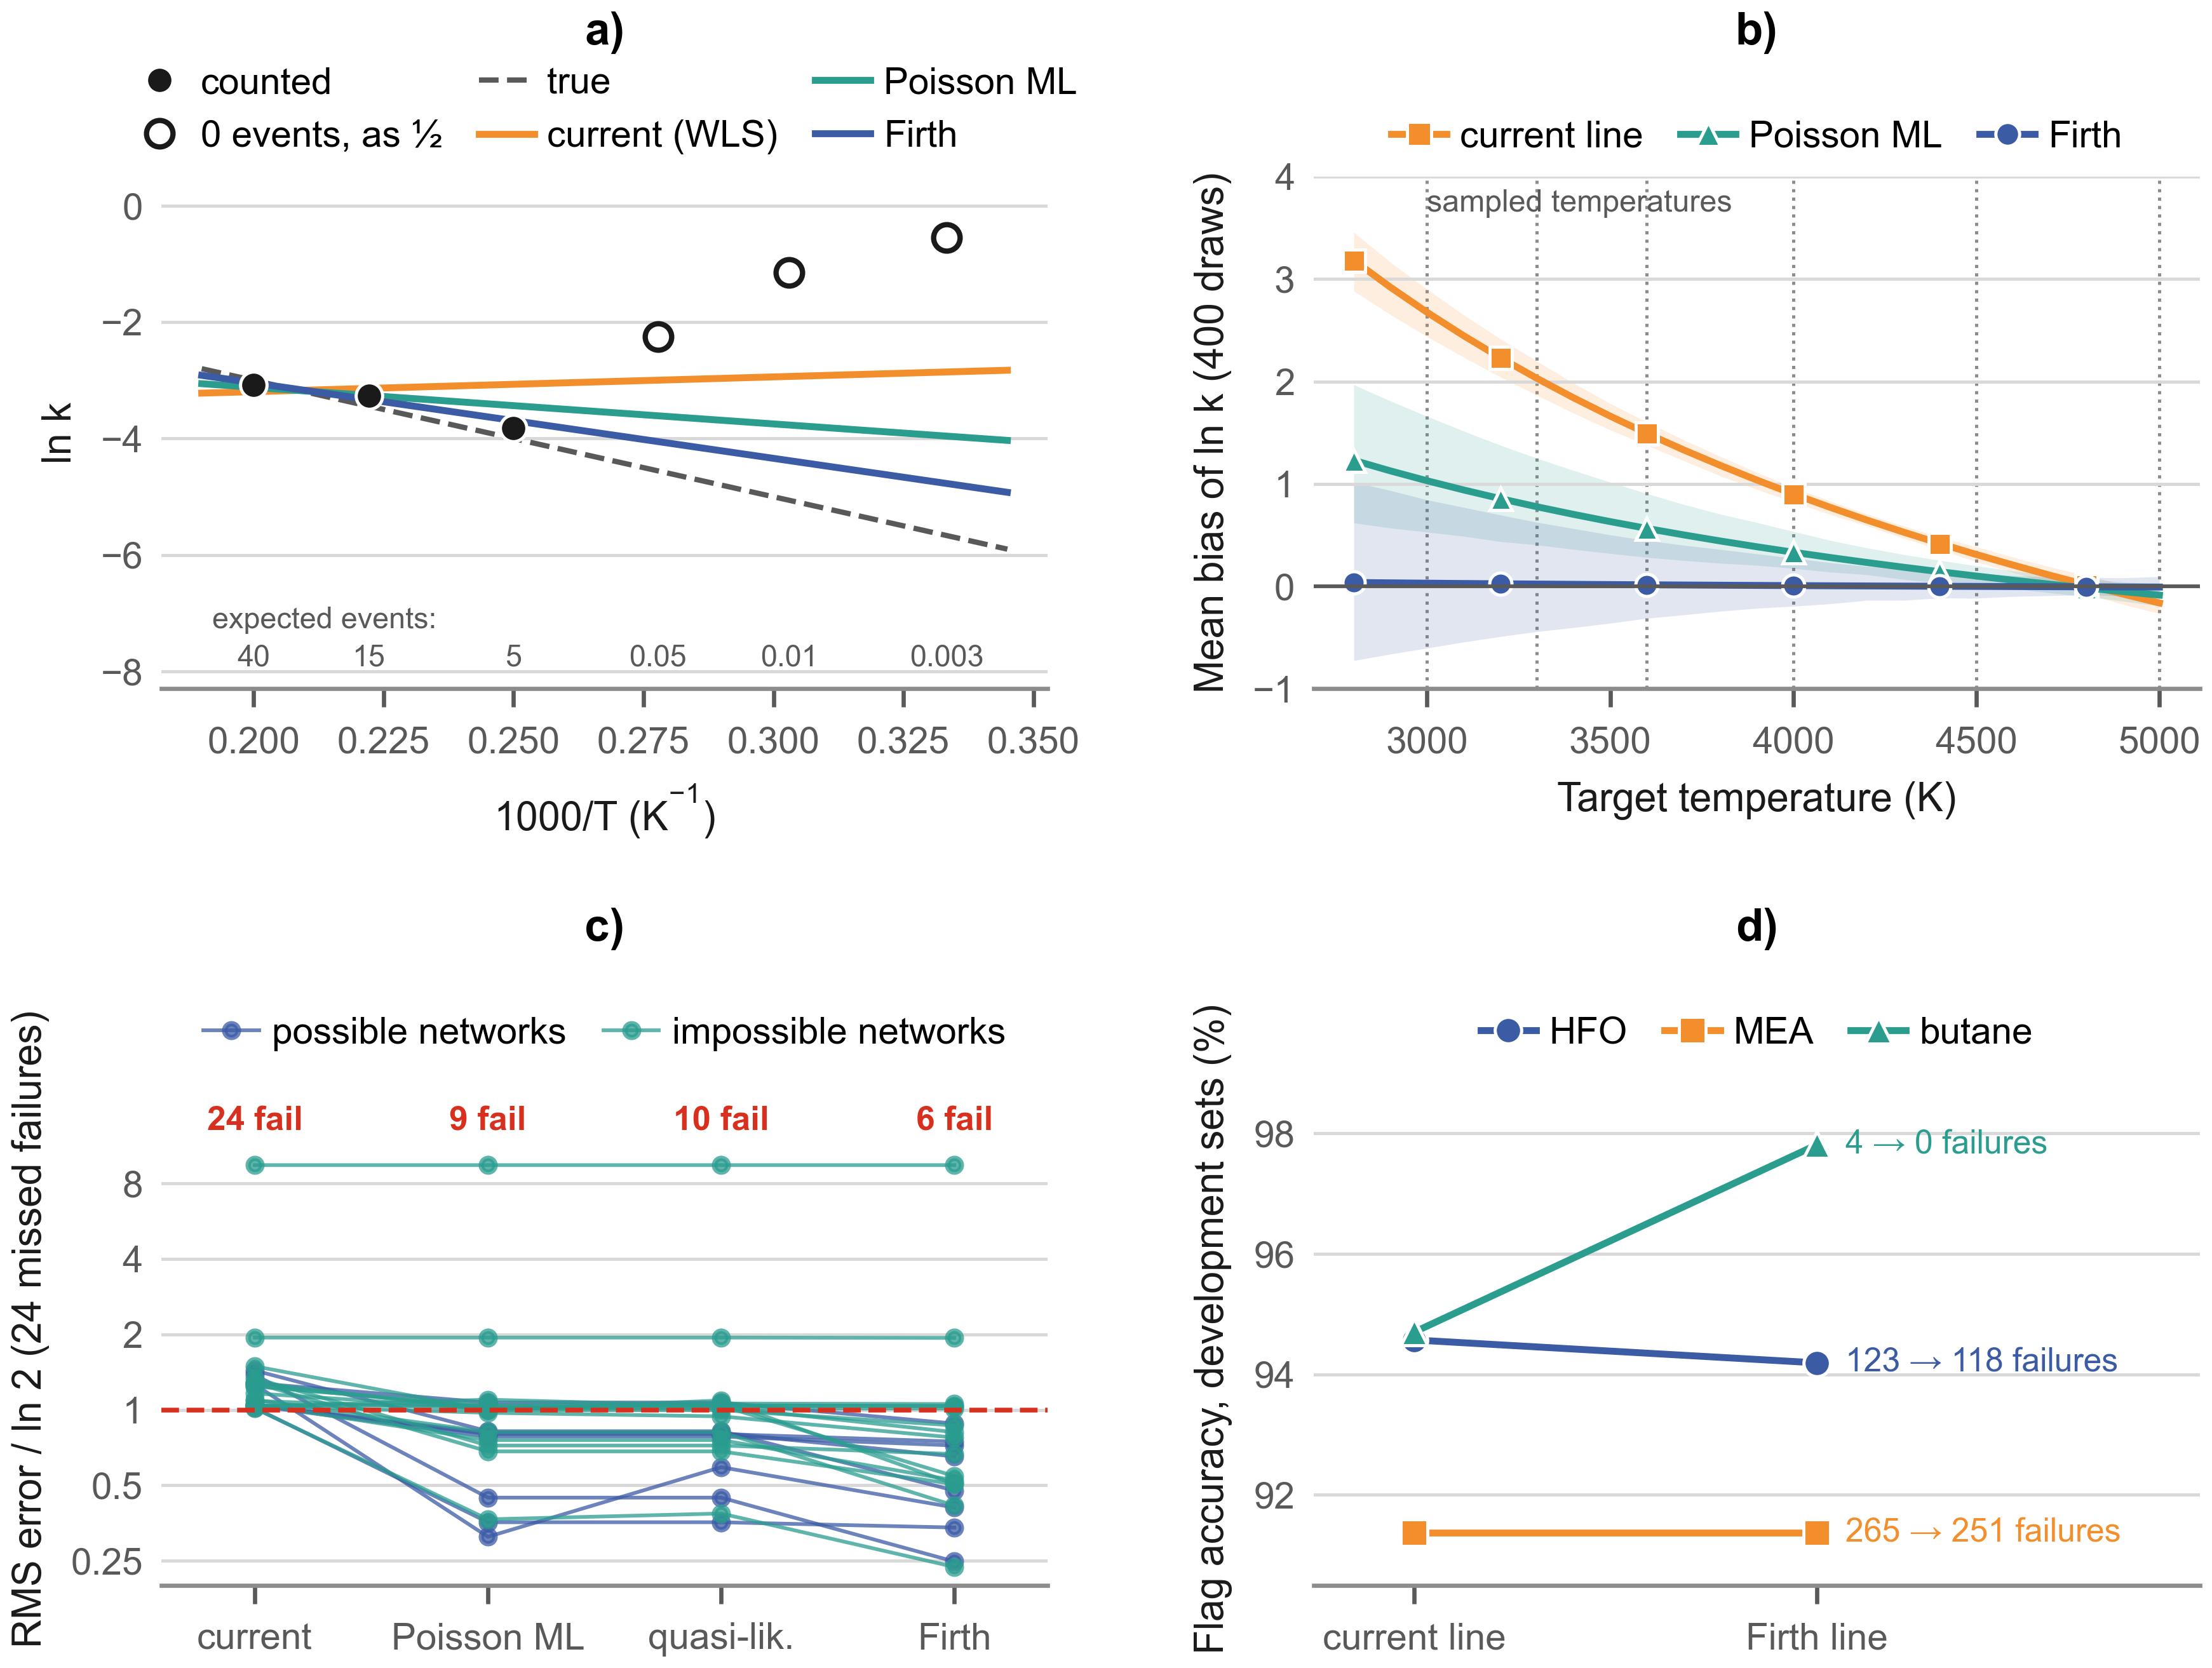 a)
counted
true
Poisson ML
0 events, as ½
current (WLS)
Firth
ln k
0
−2
−4
−6
−8
expected events:
40 15 5 0.05 0.01 0.003
0.200 0.225 0.250 0.275 0.300 0.325 0.350
1000/T (K⁻¹)
b)
current line
Poisson ML
Firth
Mean bias of ln k (400 draws)
4
3
2
1
0
−1
sampled temperatures
3000 3500 4000 4500 5000
Target temperature (K)
c)
possible networks
impossible networks
RMS error / ln 2 (24 missed failures)
24 fail 9 fail 10 fail 6 fail
8
4
2
1
0.5
0.25
current Poisson ML quasi-lik. Firth
d)
HFO
MEA
butane
Flag accuracy, development sets (%)
98
96
94
92
4 → 0 failures
123 → 118 failures
265 → 251 failures
current line Firth line